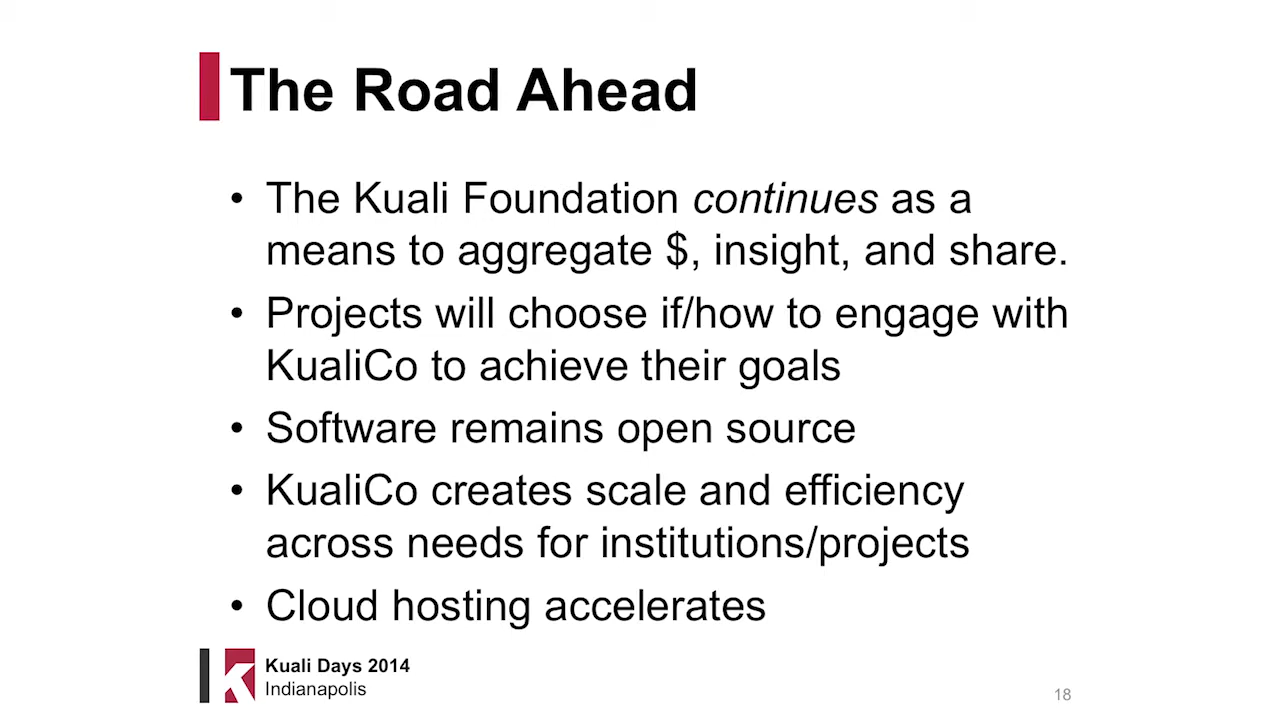 The Road Ahead
• The Kuali Foundation continues as a
means to aggregate $, insight, and share.
• Projects will choose if/how to engage with
KualiCo to achieve their goals
• Software remains open source
• KualiCo creates scale and efficiency
across needs for institutions/projects
• Cloud hosting accelerates
K
Kuali Days 2014
Indianapolis
18